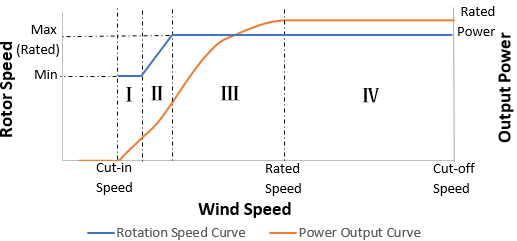 Rated
Power
Max
(Rated)
Min
Rotor Speed
Output Power
I
II
III
IV
Cut-in
Speed
Rated
Speed
Cut-off
Speed
Wind Speed
Rotation Speed Curve
Power Output Curve